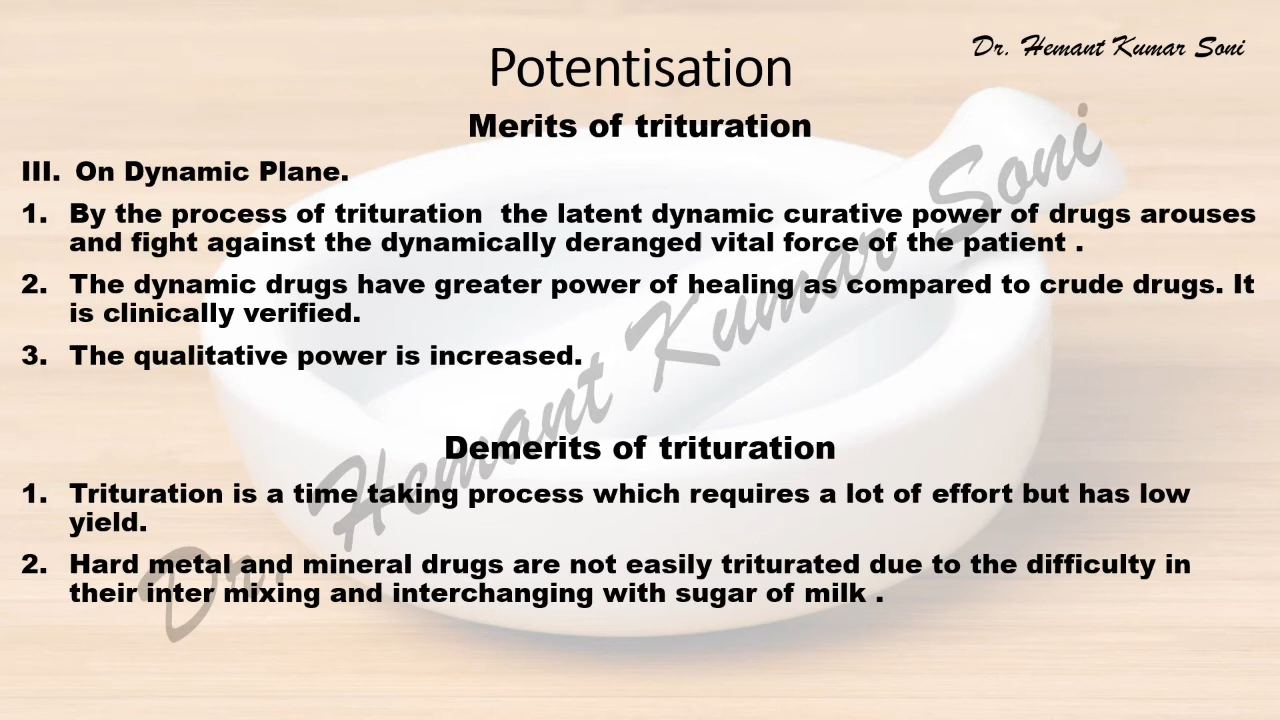 Dr. Hemant Kumar Soni
Potentisation
Merits of trituration
III. On Dynamic Plane.
1. By the process of trituration the latent dynamic curative power of drugs arouses
and fight against the dynamically deranged vital force of the patient .
2. The dynamic drugs have greater power of healing as compared to crude drugs. It
is clinically verified.
3. The qualitative power is increased.
Demerits of trituration
1. Trituration is a time taking process which requires a lot of effort but has low
yield.
2. Hard metal and mineral drugs are not easily triturated due to the difficulty in
their inter mixing and interchanging with sugar of milk .
Dr. Hemant Kumar Soni